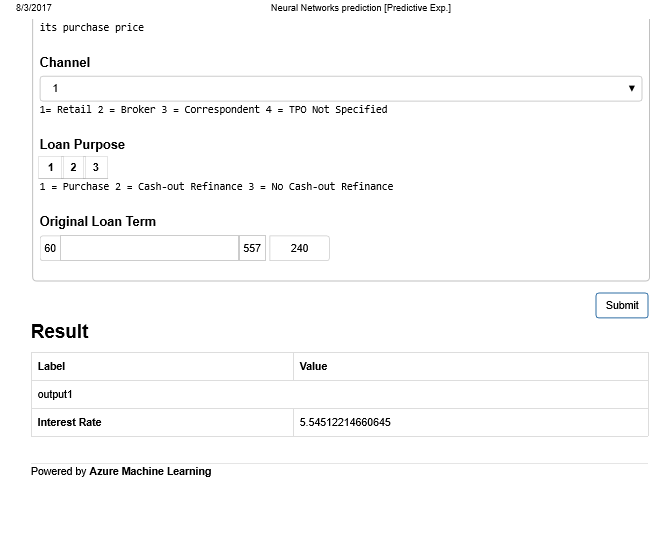 8/3/2017 Neural Networks prediction [Predictive Exp.]
its purchase price
Channel
1
1= Retail 2 = Broker 3 = Correspondent 4 = TPO Not Specified
Loan Purpose
1 2 3
1 = Purchase 2 = Cash-out Refinance 3 = No Cash-out Refinance
Original Loan Term
60 557 240
Submit
Result
Label Value
output1
Interest Rate 5.54512214660645
Powered by Azure Machine Learning